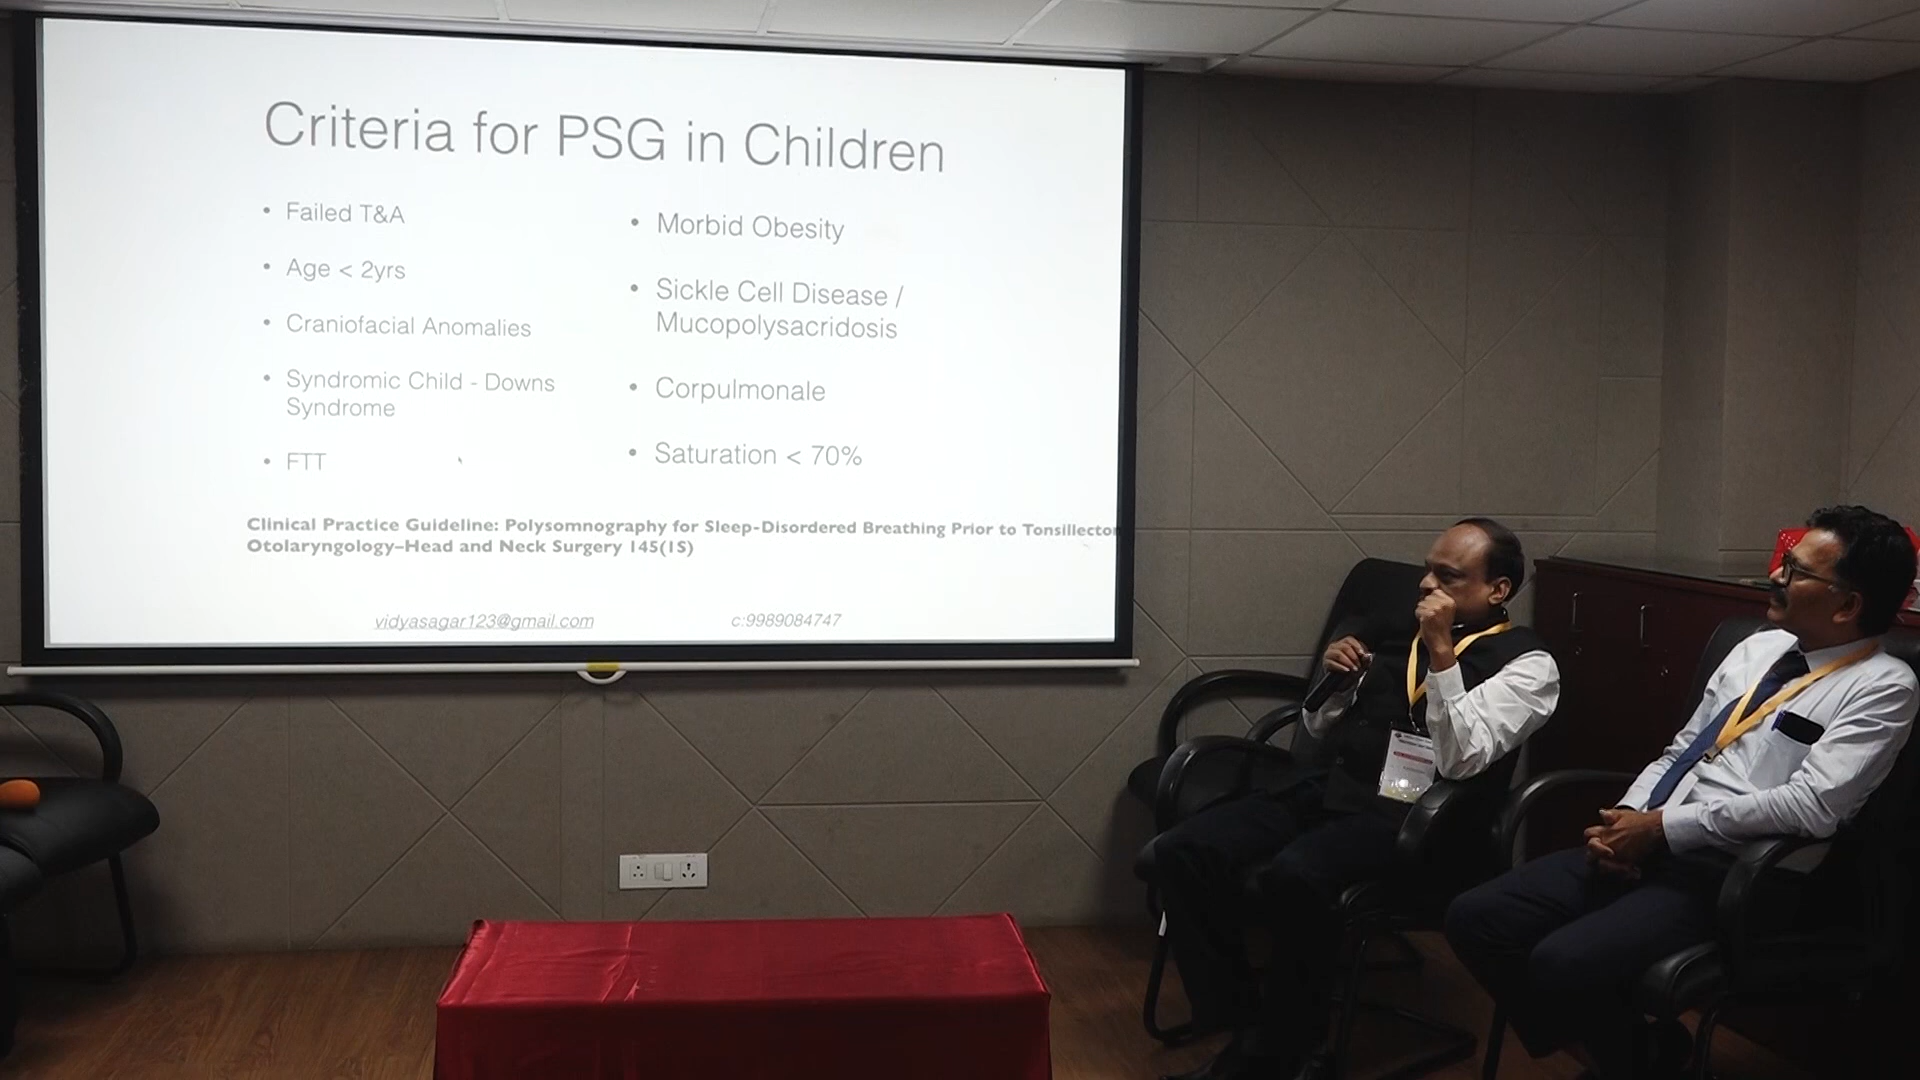 Criteria for PSG in Children
• Failed T&A
• Age < 2yrs
• Craniofacial Anomalies
• Syndromic Child - Downs
Syndrome
• FTT
• Morbid Obesity
• Sickle Cell Disease /
Mucopolysacridosis
• Corpulmonale
• Saturation < 70%
Clinical Practice Guideline: Polysomnography for Sleep-Disordered Breathing Prior to Tonsillector
Otolaryngology–Head and Neck Surgery 145(1S)
vidyasagar123@gmail.com
c:9989084747